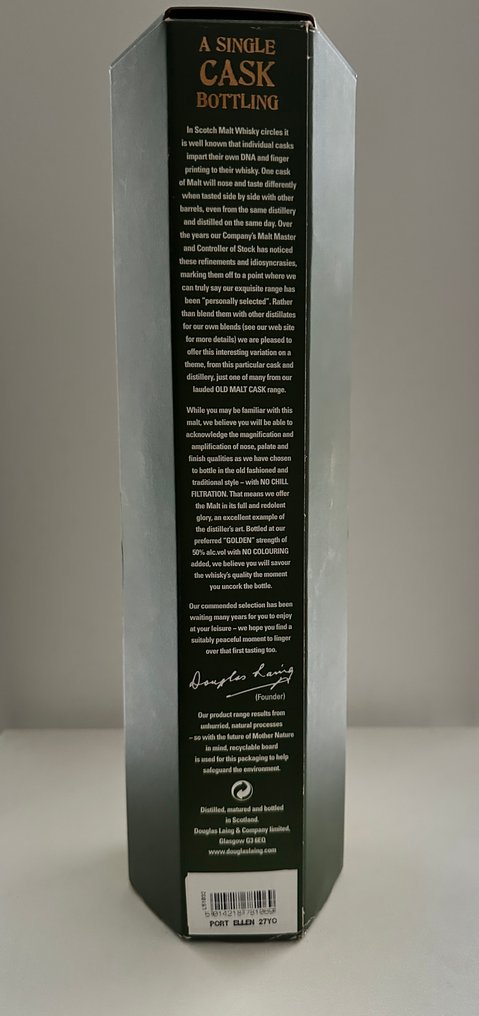 A SINGLE
CASK
BOTTLING
In Scotch Malt Whisky circles it
is well known that individual casks
impart their own DNA and finger
printing to their whisky. One cask
of Malt will nose and taste differently
when tasted side by side with other
barrels, even from the same distillery
and distilled on the same day. Over
the years our Company's Malt Master
and Controller of Stock has noticed
these refinements and idiosyncrasies,
marking them off to a point where we
can truly say our exquisite range has
been "personally selected". Rather
than blend them with other distillates
for our own blends (see our web site
for more details) we are pleased to
offer this interesting variation on a
theme, from this particular cask and
distillery, just one of many from our
lauded OLD MALT CASK range.
While you may be familiar with this
malt, we believe you will be able to
acknowledge the magnification and
amplification of nose, palate and
finish qualities as we have chosen
to bottle in the old fashioned and
traditional style – with NO CHILL
FILTRATION. That means we offer
the Malt in its full and redolent
glory, an excellent example of
the distiller's art. Bottled at our
preferred "GOLDEN" strength of
50% alc.vol with NO COLOURING
added, we believe you will savour
the whisky's quality the moment
you uncork the bottle.
Our commended selection has been
waiting many years for you to enjoy
at your leisure – we hope you find a
suitably peaceful moment to linger
over that first tasting too.
Douglas Laing
(Founder)
Our product range results from
unhurried, natural processes
– so with the future of Mother Nature
in mind, recyclable board
is used for this packaging to help
safeguard the environment.
Distilled, matured and bottled
in Scotland.
Douglas Laing & Company limited,
Glasgow G3 6EQ
www.douglaslaing.com
PORT ELLEN 27YO